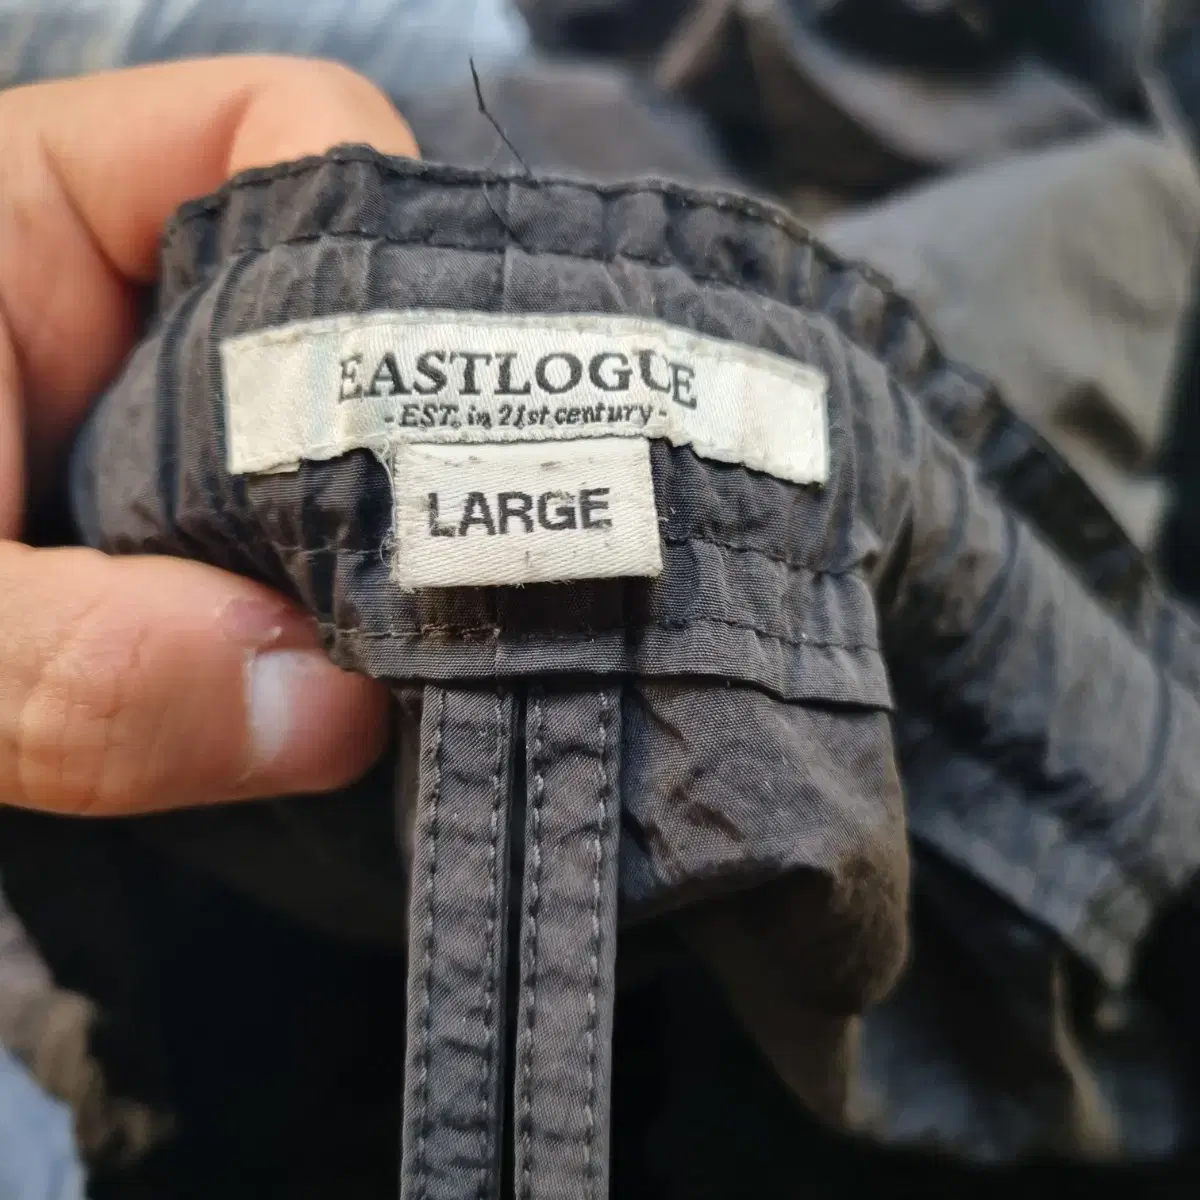 EASTLOGUE
- EST. in 21st century -
LARGE